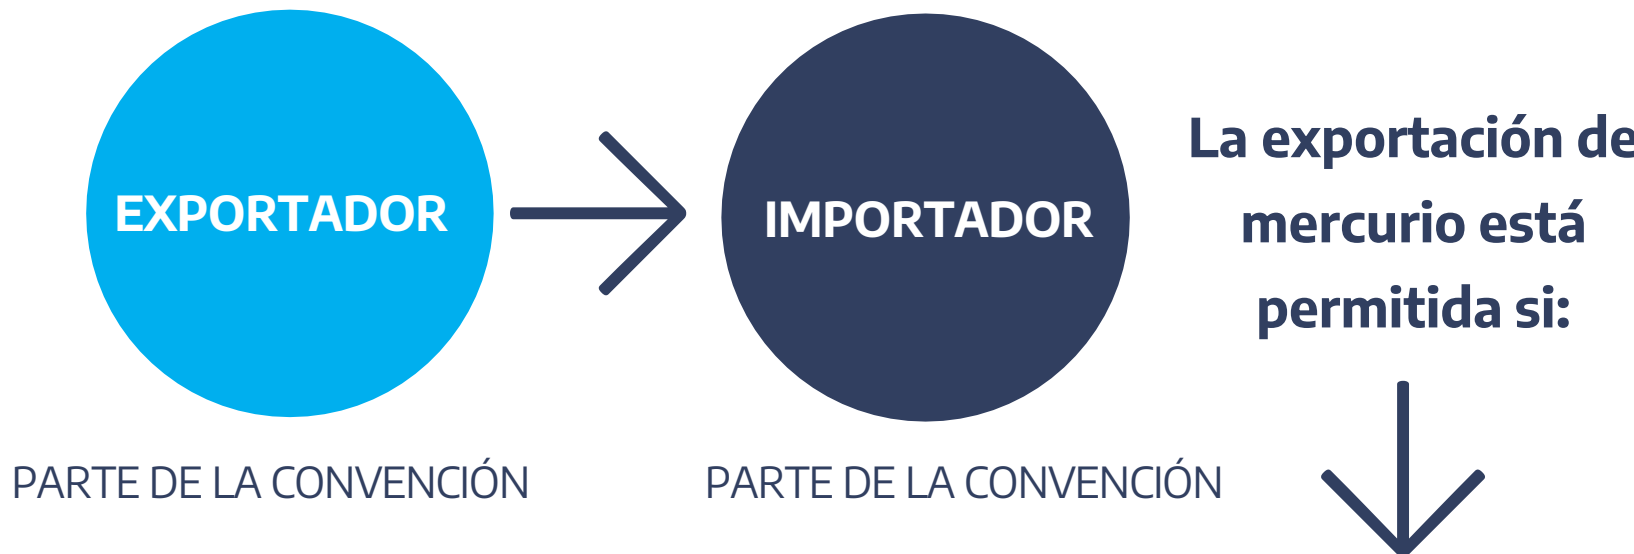 EXPORTADOR
IMPORTADOR
La exportación de
mercurio está
permitida si:
PARTE DE LA CONVENCIÓN
PARTE DE LA CONVENCIÓN